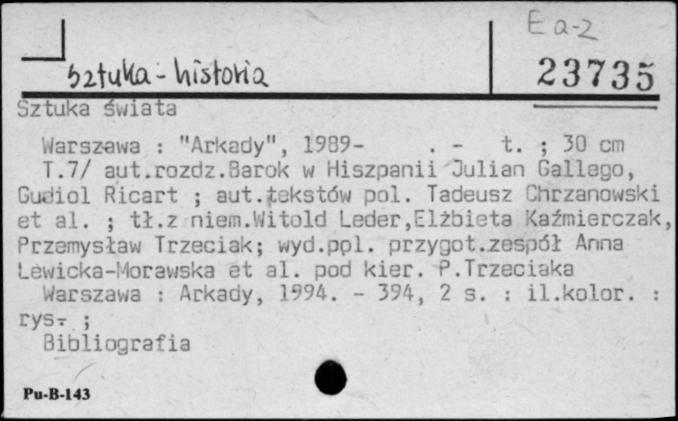 E a-z
sztuka - historia
23735
Sztuka świata
Warszawa : "Arkady", 1989- . - t. ; 30 cm
T.7/ aut.rozdz.Barok w Hiszpanii Julian Gallego,
Gudiol Ricart ; aut.tekstów pol. Tadeusz Chrzanowski
et al. ; tł.z niem.Witold Leder,Elżbieta Kaźmierczak,
Przemysław Trzeciak; wyd.pol. przygot.zespół Anna
Lewicka-Morawska et al. pod kier. P.Trzeciaka
Warszawa : Arkady, 1994. - 394, 2 s. : il.kolor. :
rys. ;
Bibliografia
Pu-B-143